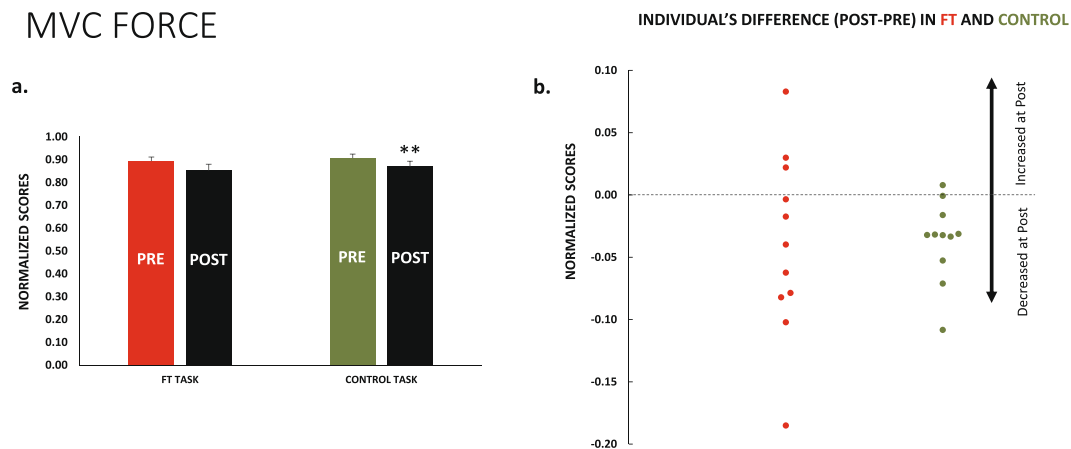 MVC FORCE
INDIVIDUAL'S DIFFERENCE (POST-PRE) IN FT AND CONTROL
a.
NORMALIZED SCORES
1.00
0.90
0.80
0.70
0.60
0.50
0.40
0.30
0.20
0.10
0.00
**
PRE
POST
PRE
POST
FT TASK
CONTROL TASK
b.
NORMALIZED SCORES
0.10
0.05
0.00
-0.05
-0.10
-0.15
-0.20
Increased at Post
Decreased at Post